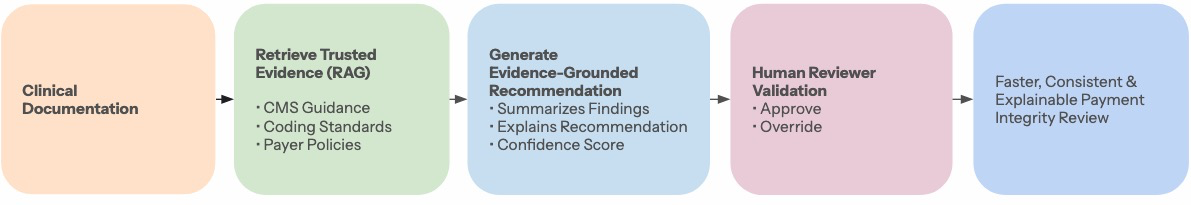 Clinical
Documentation
Retrieve Trusted
Evidence (RAG)
• CMS Guidance
• Coding Standards
• Payer Policies
Generate
Evidence-Grounded
Recommendation
• Summarizes Findings
• Explains Recommendation
• Confidence Score
Human Reviewer
Validation
• Approve
• Override
Faster, Consistent &
Explainable Payment
Integrity Review